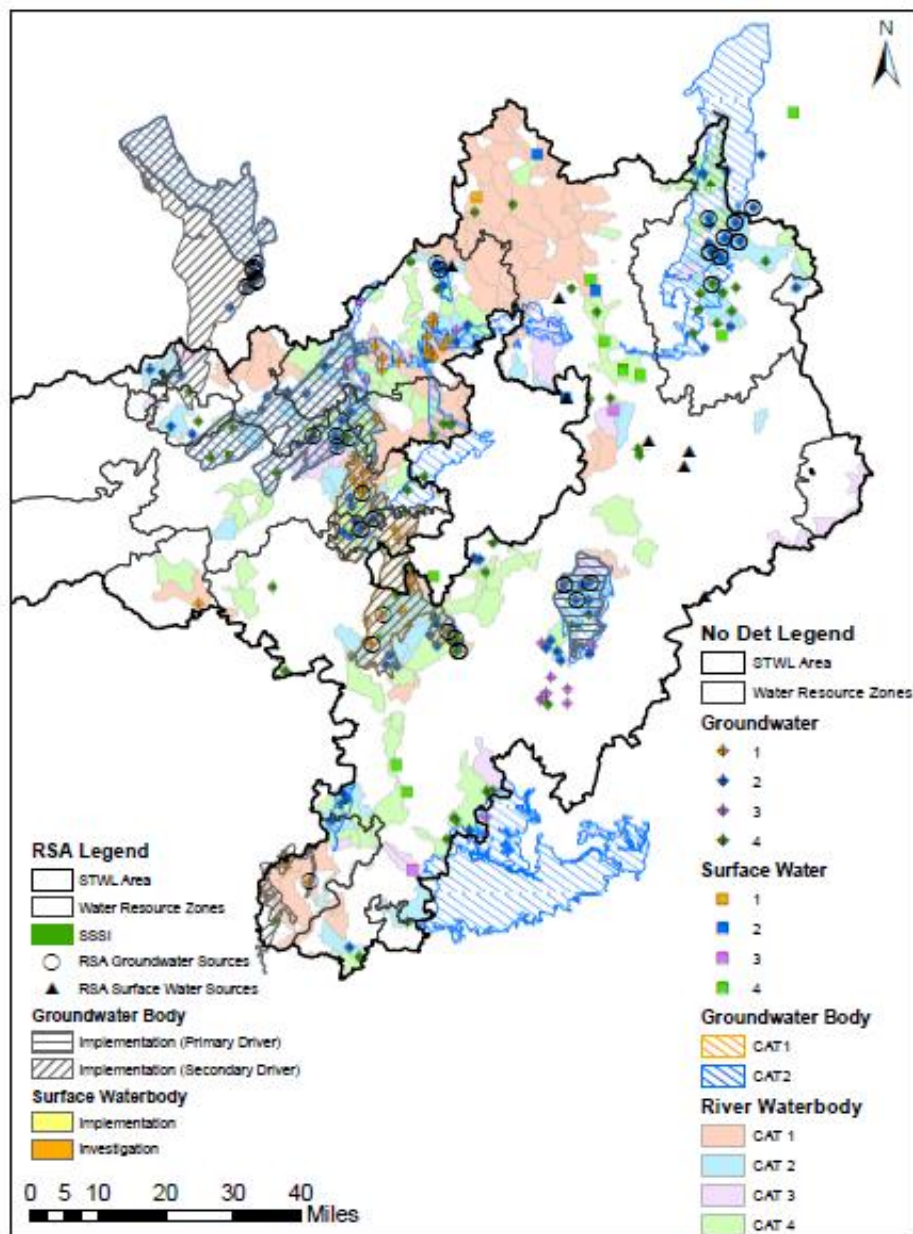 N
No Det Legend
STWL Area
Water Resource Zones
Groundwater
1
2
3
4
Surface Water
1
2
3
4
Groundwater Body
CAT1
CAT2
River Waterbody
CAT 1
CAT 2
CAT 3
CAT 4
RSA Legend
STWL Area
Water Resource Zones
SSSI
RSA Groundwater Sources
RSA Surface Water Sources
Groundwater Body
Implementation (Primary Driver)
Implementation (Secondary Driver)
Surface Waterbody
Implementation
Investigation
0 5 10 20 30 40
Miles